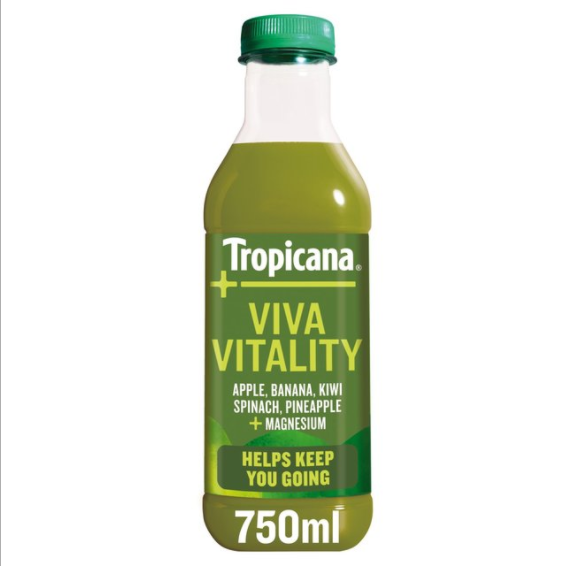 Tropicana®
+
VIVA
VITALITY
APPLE, BANANA, KIWI
SPINACH, PINEAPPLE
+ MAGNESIUM
HELPS KEEP
YOU GOING
750ml